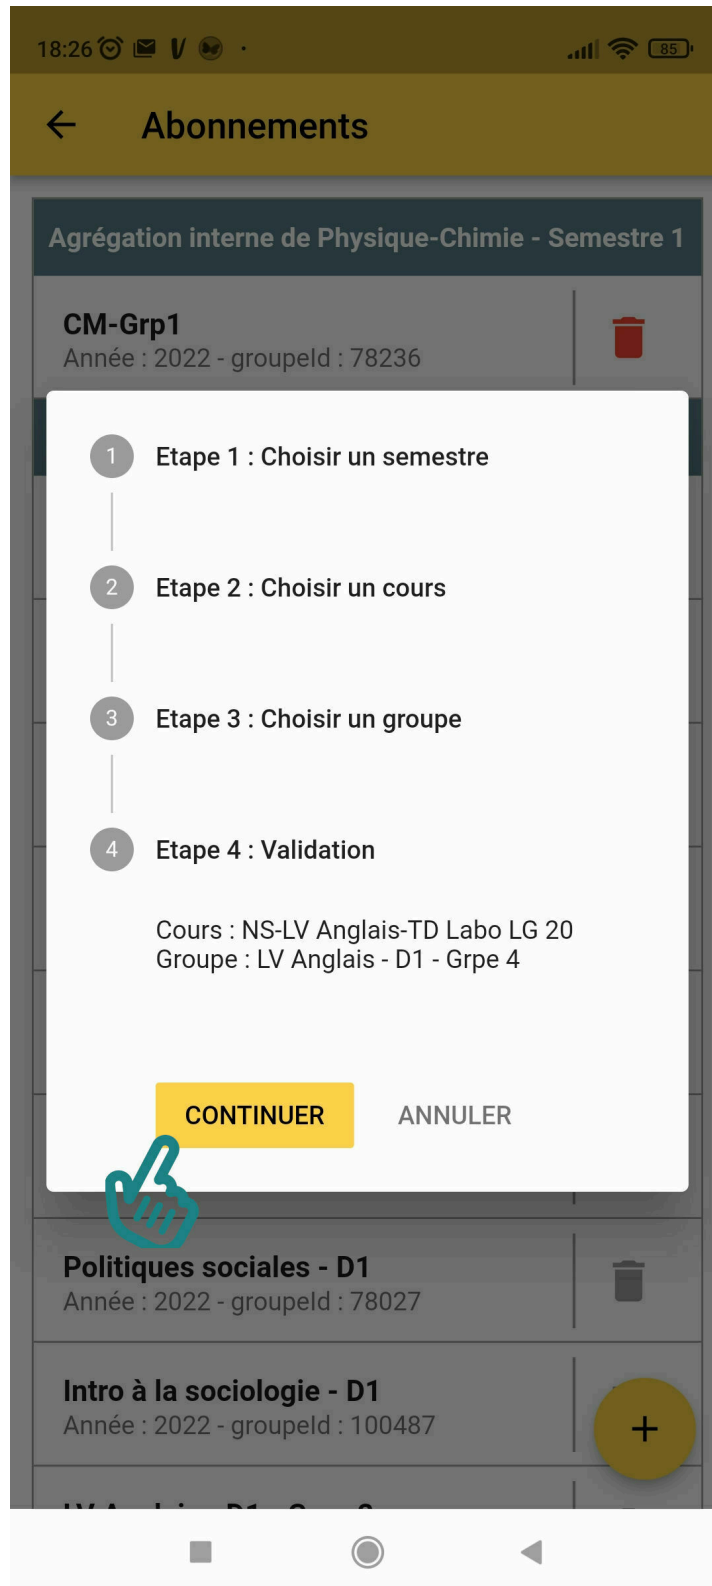 18:26
85
Abonnements
Agrégation interne de Physique-Chimie - Semestre 1
CM-Grp1
Année : 2022 - groupeId : 78236
1 Etape 1 : Choisir un semestre
2 Etape 2 : Choisir un cours
3 Etape 3 : Choisir un groupe
4 Etape 4 : Validation
Cours : NS-LV Anglais-TD Labo LG 20
Groupe : LV Anglais - D1 - Grpe 4
CONTINUER ANNULER
Politiques sociales - D1
Année : 2022 - groupeId : 78027
Intro à la sociologie - D1
Année : 2022 - groupeId : 100487
+